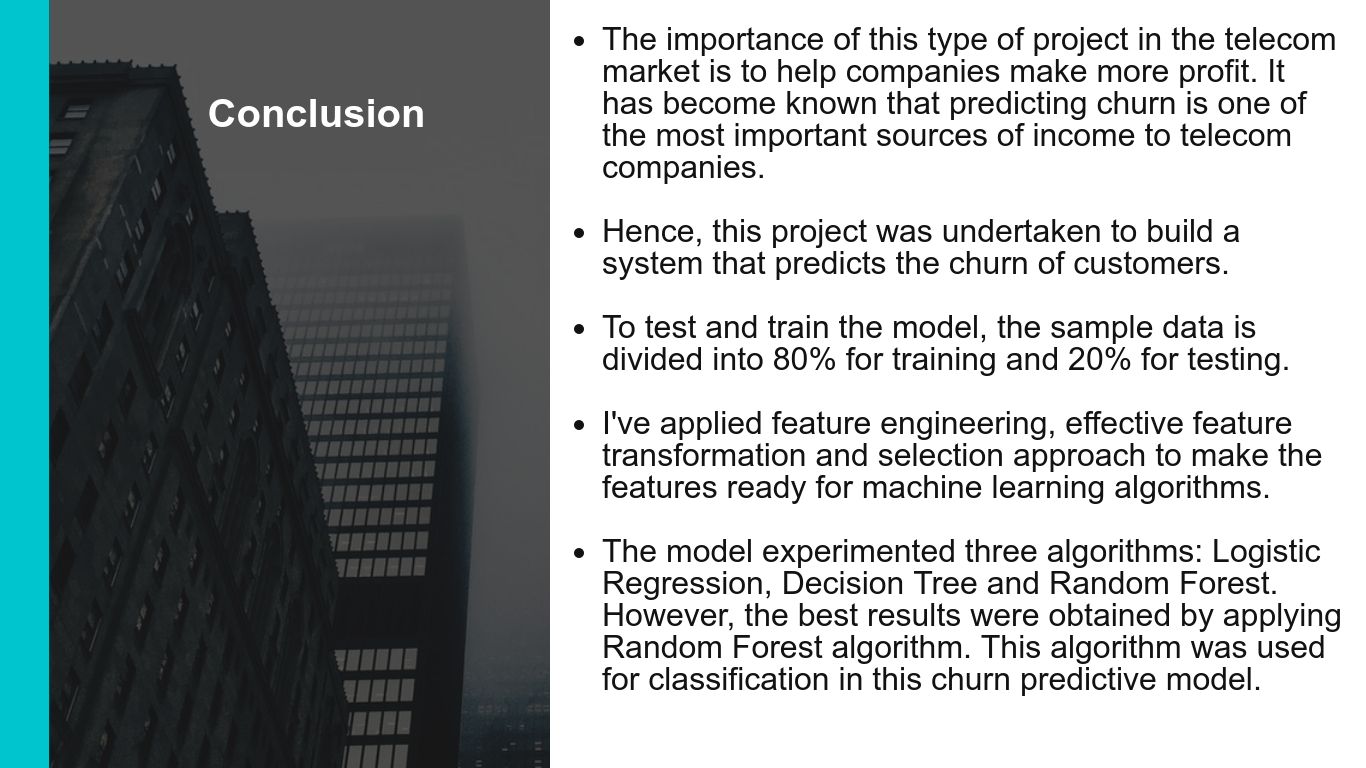 Conclusion
• The importance of this type of project in the telecom
market is to help companies make more profit. It
has become known that predicting churn is one of
the most important sources of income to telecom
companies.
• Hence, this project was undertaken to build a
system that predicts the churn of customers.
• To test and train the model, the sample data is
divided into 80% for training and 20% for testing.
• I've applied feature engineering, effective feature
transformation and selection approach to make the
features ready for machine learning algorithms.
• The model experimented three algorithms: Logistic
Regression, Decision Tree and Random Forest.
However, the best results were obtained by applying
Random Forest algorithm. This algorithm was used
for classification in this churn predictive model.